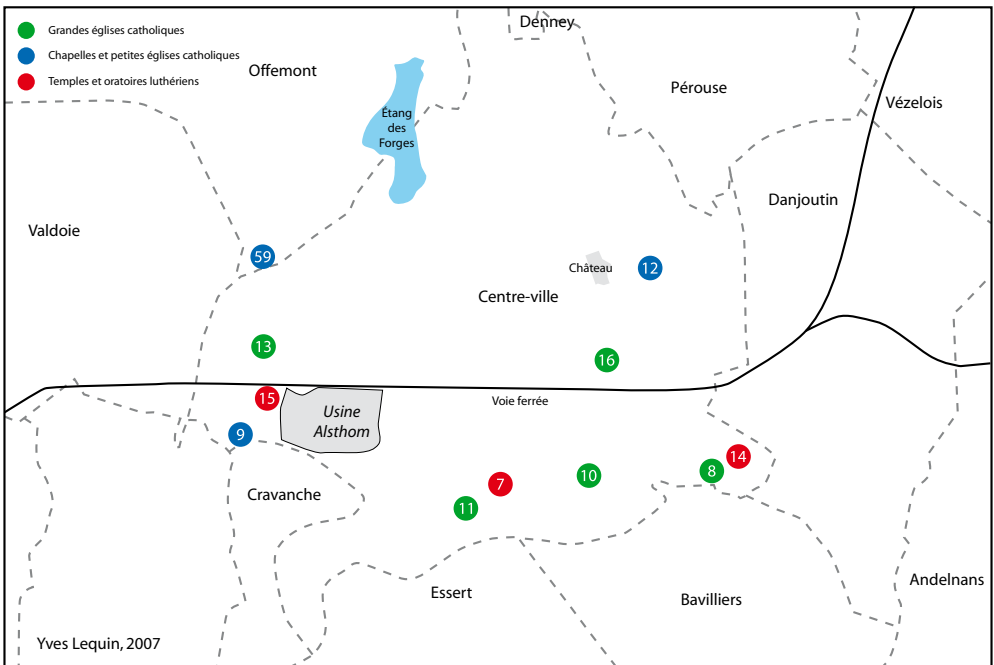 Grandes églises catholiques
Chapelles et petites églises catholiques
Temples et oratoires luthériens
Denney
Offemont
Pérouse
Vézelois
Étang
des
Forges
Danjoutin
Valdoie
59
Château
12
Centre-ville
13
16
Voie ferrée
15
Usine
Alsthom
9
14
8
10
7
11
Cravanche
Essert
Bavilliers
Andelnans
Yves Lequin, 2007